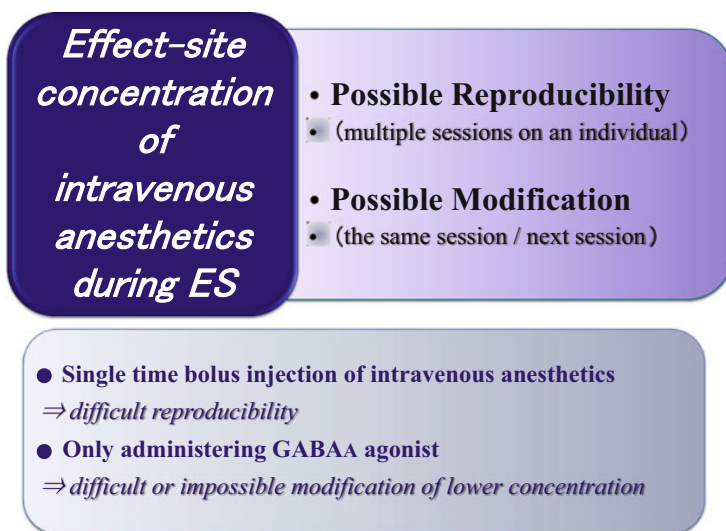 Effect-site
concentration
of
intravenous
anesthetics
during ES
• Possible Reproducibility
• (multiple sessions on an individual)
• Possible Modification
• (the same session / next session)
● Single time bolus injection of intravenous anesthetics
⇒ difficult reproducibility
● Only administering GABAA agonist
⇒ difficult or impossible modification of lower concentration